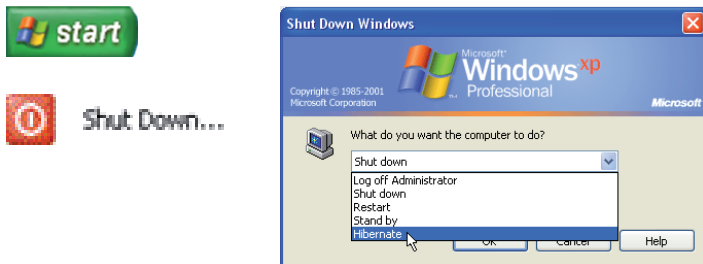 start
Shut Down...
Shut Down Windows
Microsoft®
Windows xp
Professional
Copyright © 1985-2001
Microsoft Corporation
Microsoft
What do you want the computer to do?
Shut down
Log off Administrator
Shut down
Restart
Stand by
Hibernate
OK Cancel Help